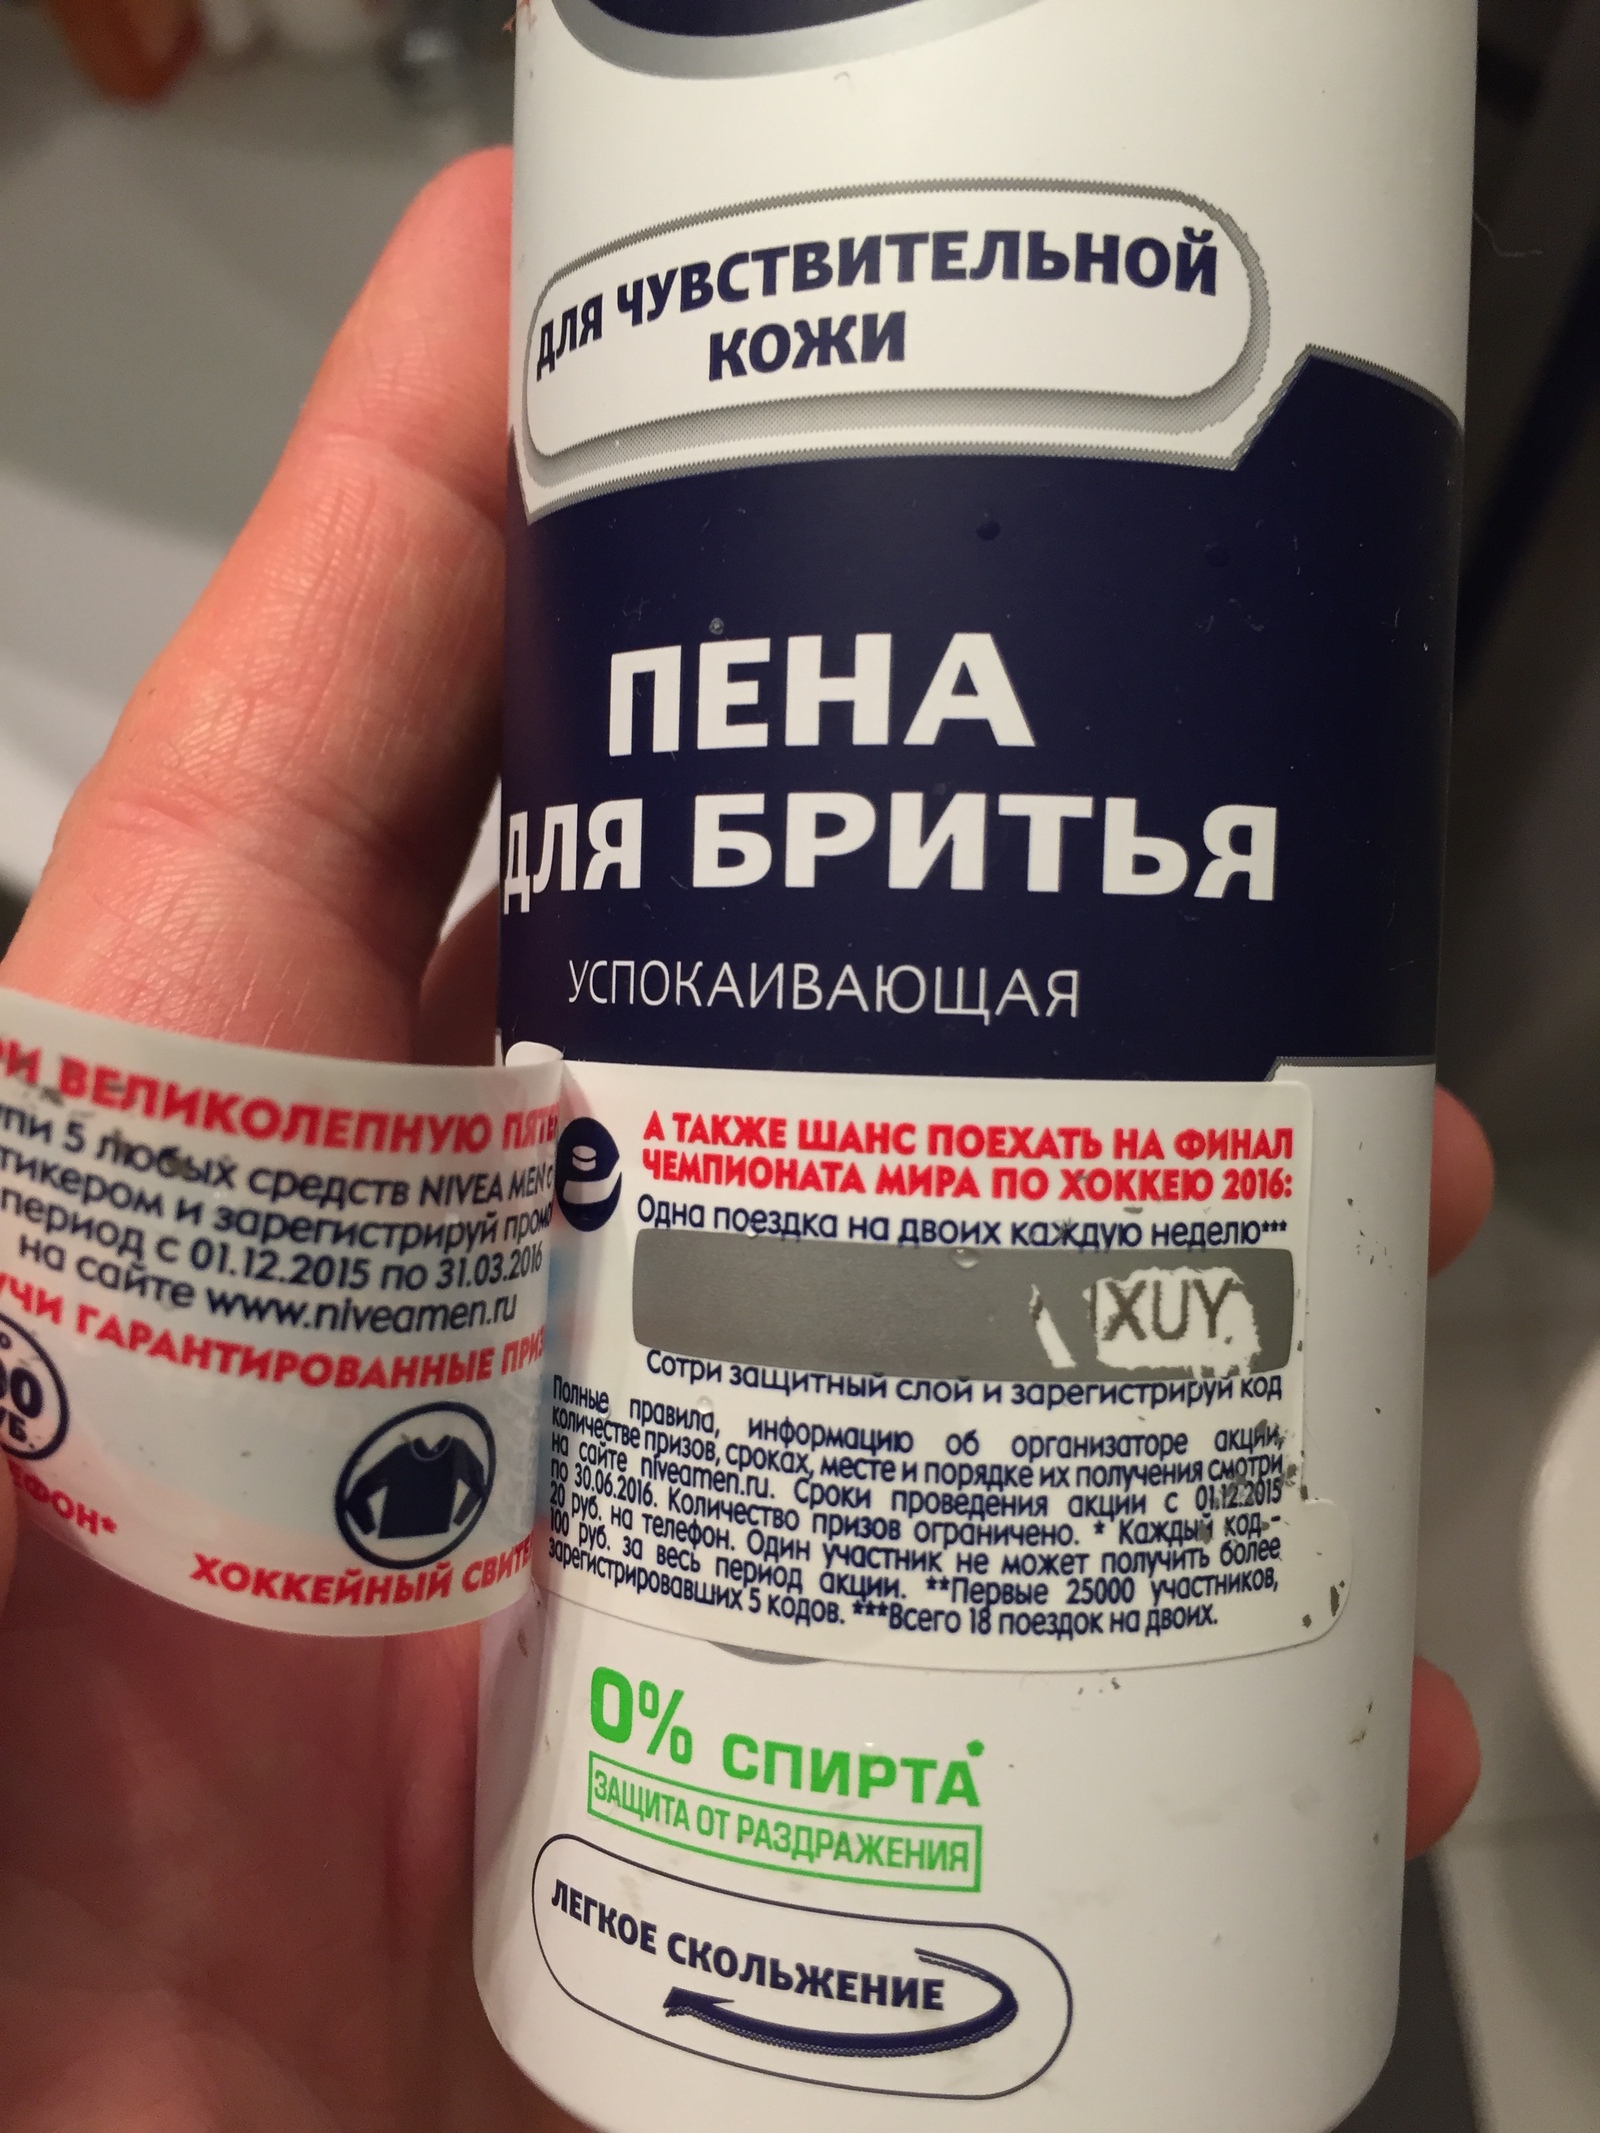 ДЛЯ ЧУВСТВИТЕЛЬНОЙ
КОЖИ
ПЕНА
ДЛЯ БРИТЬЯ
УСПОКАИВАЮЩАЯ
ВЕЛИКОЛЕПНУЮ
5 любых средств NIVEA MEN
и зарегистрируй
период с 01.12.2015 по 31.03.2016
на сайте www.niveamen.ru
ГАРАНТИРОВАННЫЕ
ХОККЕЙНЫЙ
А ТАКЖЕ ШАНС ПОЕХАТЬ НА ФИНАЛ
ЧЕМПИОНАТА МИРА ПО ХОККЕЮ 2016:
Одна поездка на двоих каждую неделю***
XUY
Сотри защитный слой и зарегистрируй код
Полные правила, информацию об организаторе акции,
количестве призов, сроках, месте и порядке их получения смотри
на сайте niveamen.ru. Сроки проведения акции с 01.12.2015
по 30.06.2016. Количество призов ограничено. * Каждый код -
20 руб. на телефон. Один участник не может получить более
100 руб. за весь период акции. **Первые 25000 участников,
зарегистрировавших 5 кодов. ***Всего 18 поездок на двоих.
0% СПИРТА*
ЗАЩИТА ОТ РАЗДРАЖЕНИЯ
ЛЕГКОЕ СКОЛЬЖЕНИЕ